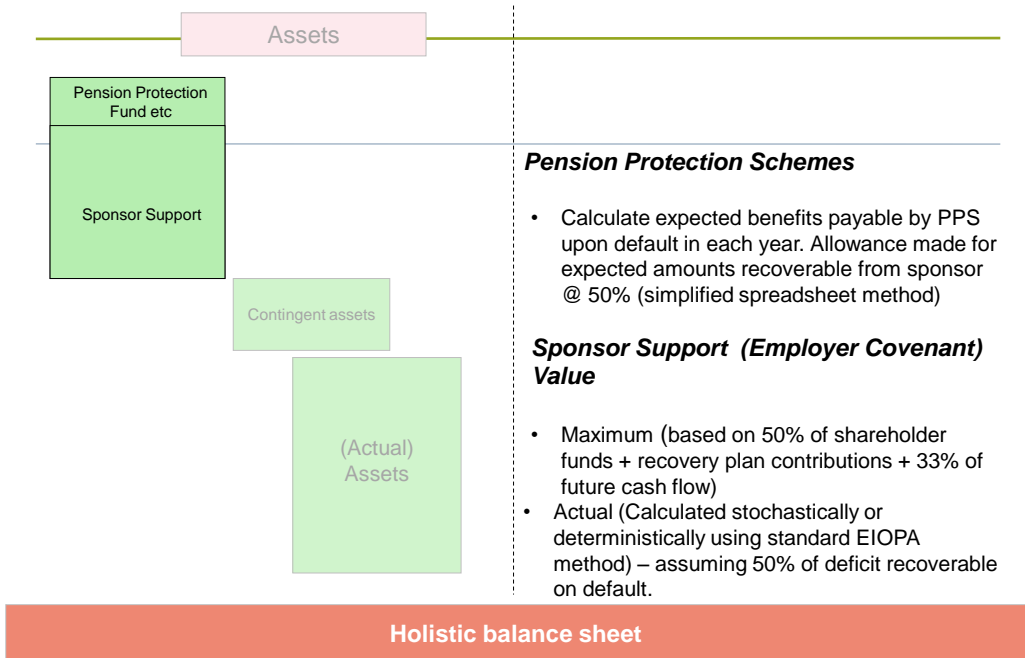 Assets
Pension Protection
Fund etc
Sponsor Support
Contingent assets
(Actual)
Assets
Pension Protection Schemes
• Calculate expected benefits payable by PPS
upon default in each year. Allowance made for
expected amounts recoverable from sponsor
@ 50% (simplified spreadsheet method)
Sponsor Support (Employer Covenant)
Value
• Maximum (based on 50% of shareholder
funds + recovery plan contributions + 33% of
future cash flow)
• Actual (Calculated stochastically or
deterministically using standard EIOPA
method) – assuming 50% of deficit recoverable
on default.
Holistic balance sheet